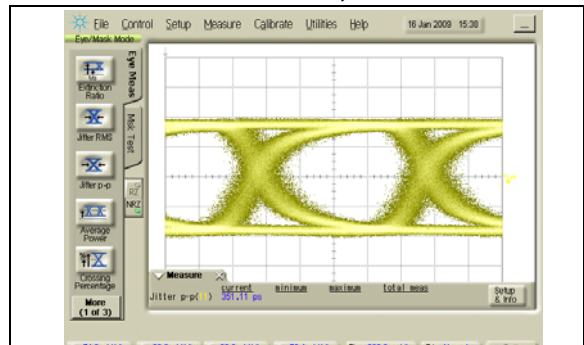 File Control Setup Measure Calibrate Utilities Help 16 Jan 2009 15:30
Eye/Mask Mode
Eye Meas
Extinction
Ratio
Msk Test
Jitter RMS
Jitter p-p
RZ
NRZ
Average
Power
Crossing
Percentage
More
(1 of 3)
Measure
current minimum maximum total meas
Jitter p-p( ) 351.11 ps
Setup
& Info